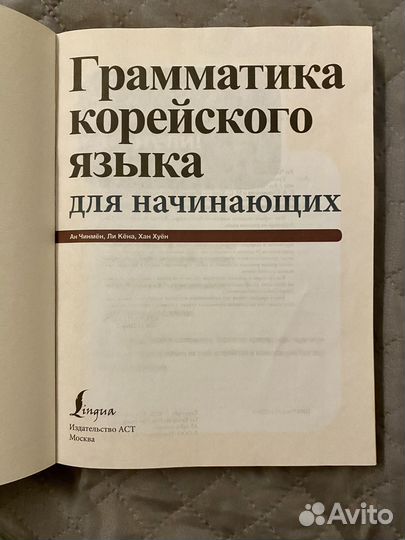 Грамматика
корейского
языка
для начинающих
Ан Чинмён, Ли Кёна, Хан Хуён
Lingua
Издательство АСТ
Москва
Avito